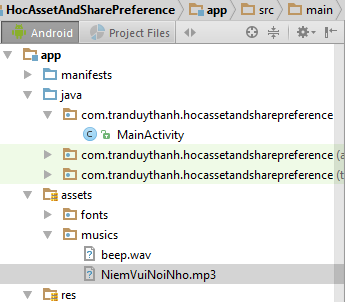 HocAssetAndSharePreference app src main
Android Project Files
app
manifests
java
com.tranduythanh.hocassetandsharepreference
MainActivity
com.tranduythanh.hocassetandsharepreference (a
com.tranduythanh.hocassetandsharepreference (t
assets
fonts
musics
beep.wav
NiemVuiNoiNho.mp3
res